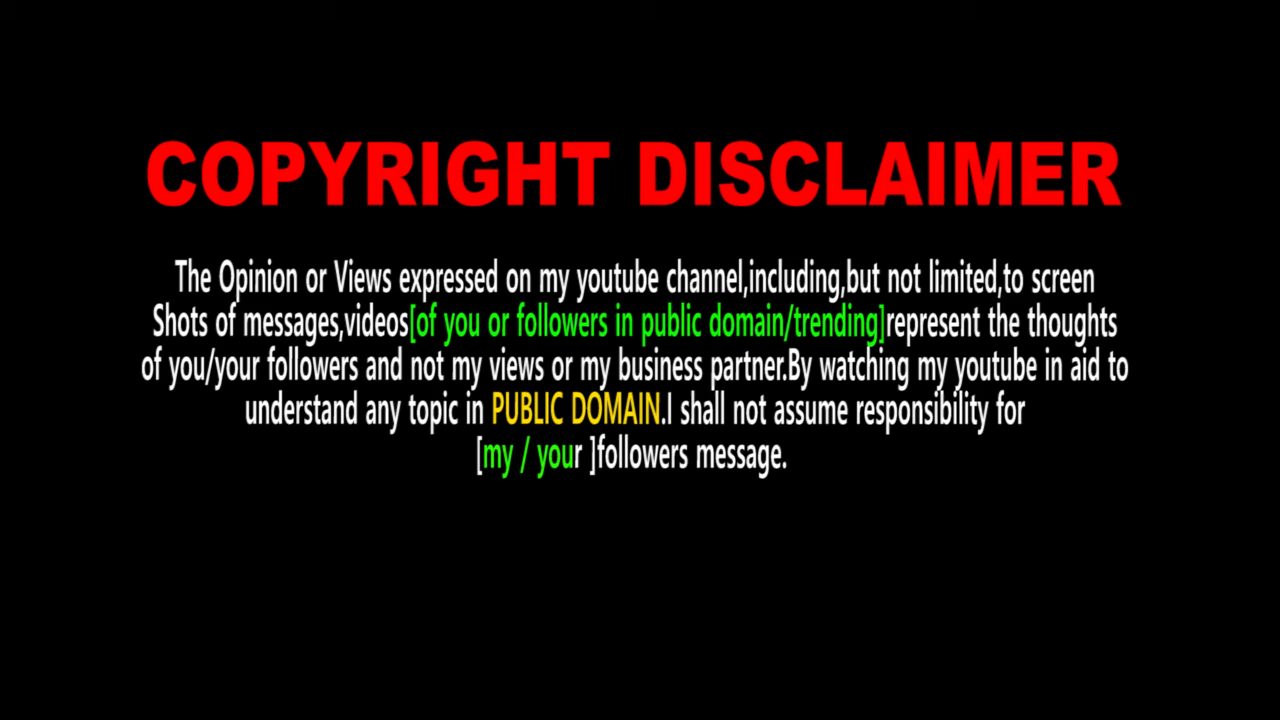 COPYRIGHT DISCLAIMER
The Opinion or Views expressed on my youtube channel,including,but not limited,to screen
Shots of messages,videos[of you or followers in public domain/trending]represent the thoughts
of you/your followers and not my views or my business partner.By watching my youtube in aid to
understand any topic in PUBLIC DOMAIN.I shall not assume responsibility for
[my / your ]followers message.